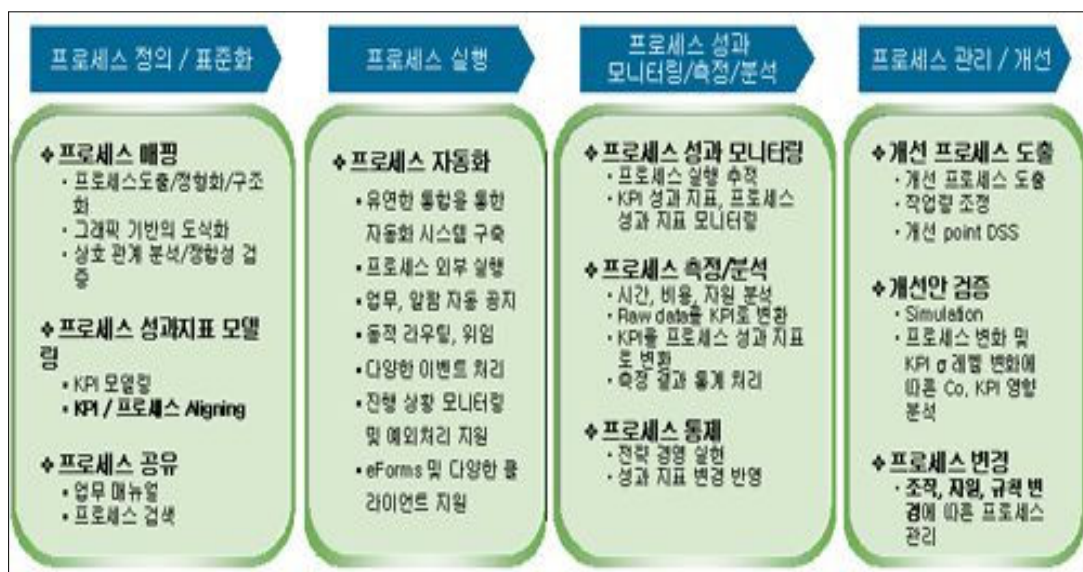 프로세스 정의 / 표준화
❖프로세스 매핑
· 프로세스도출/정형화/구조
화
· 그래픽 기반의 도식화
· 상호 관계 분석/정합성 검
증
❖프로세스 성과지표 모델
링
· KPI 모델링
· KPI / 프로세스 Aligning
❖프로세스 공유
· 업무 매뉴얼
· 프로세스 검색
프로세스 실행
❖프로세스 자동화
· 유연한 통합을 통한
자동화 시스템 구축
· 프로세스 외부 실행
· 업무, 알람 자동 공지
· 동적 라우팅, 위임
· 다양한 이벤트 처리
· 진행 상황 모니터링
및 예외처리 지원
· eForms 및 다양한 클
라이언트 지원
프로세스 성과
모니터링/측정/분석
❖프로세스 성과 모니터링
· 프로세스 실행 추적
· KPI 성과 지표, 프로세스
성과 지표 모니터링
❖프로세스 측정/분석
· 시간, 비용, 자원 분석
· Raw data를 KPI로 변환
· KPI를 프로세스 성과 지표
로 변환
· 측정 결과 통계 처리
❖프로세스 통제
· 전략 경영 실현
· 성과 지표 변경 반영
프로세스 관리 / 개선
❖개선 프로세스 도출
· 개선 프로세스 도출
· 작업량 조정
· 개선 point DSS
❖개선안 검증
· Simulation
· 프로세스 변화 및
KPI σ 레벨 변화에
따른 Co, KPI 영향
분석
❖프로세스 변경
· 조직, 자원, 규칙 변
경에 따른 프로세스
관리